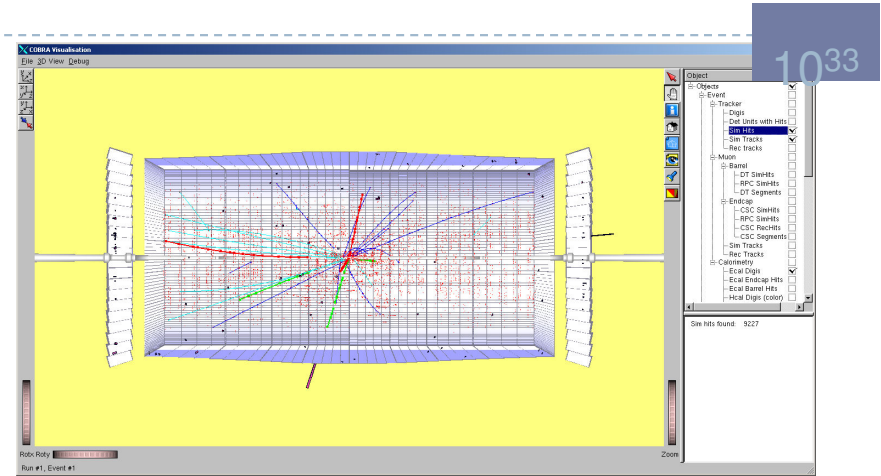 COBRA Visualisation
File 3D View Debug
10³³
Object
Objects
Event
Tracker
Digis
Det Units with Hits
Sim Hits
Sim Tracks
Rec tracks
Muon
Barrel
DT SimHits
RPC SimHits
DT Segments
Endcap
CSC SimHits
RPC SimHits
CSC RecHits
CSC Segments
Sim Tracks
Rec Tracks
Calorimetry
Ecal Digis
Ecal Endcap Hits
Ecal Barrel Hits
Hcal Digis (color)
Sim hits found: 9227
Rotx Roty
Zoom
Run #1, Event #1